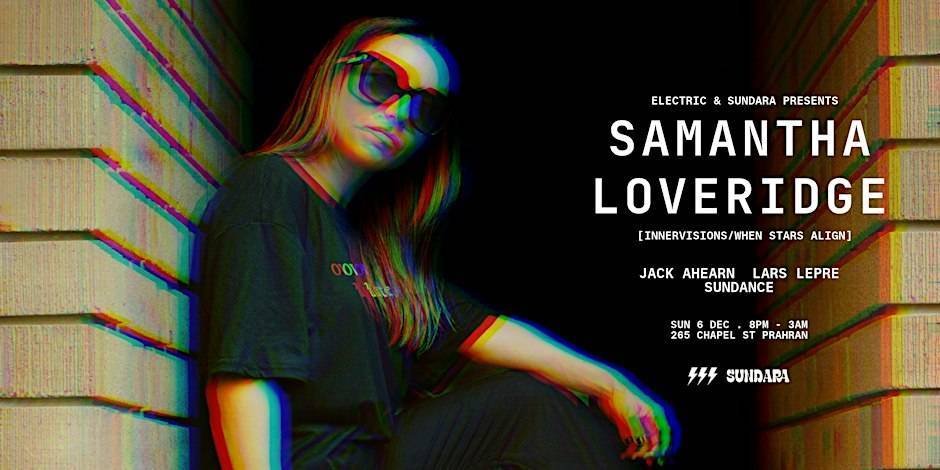 ELECTRIC & SUNDARA PRESENTS
SAMANTHA
LOVERIDGE
[INNERVISIONS/WHEN STARS ALIGN]
JACK AHEARN  LARS LEPRE
SUNDANCE
SUN 6 DEC . 8PM - 3AM
265 CHAPEL ST PRAHRAN
SUNDARA